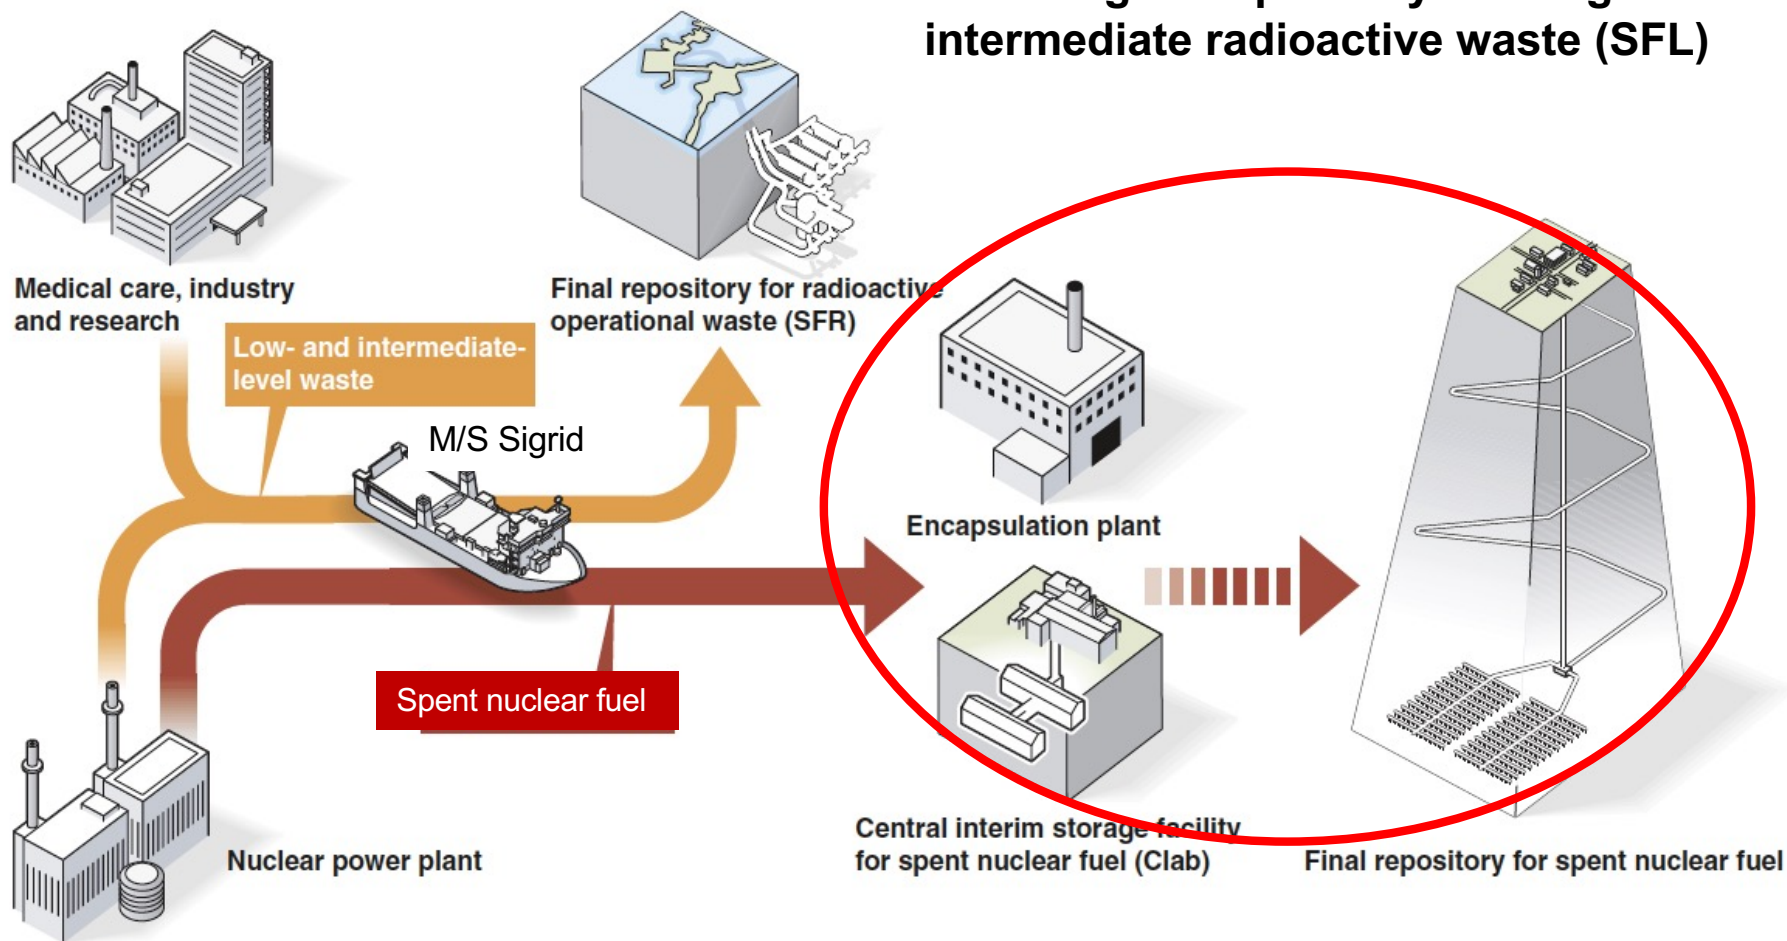 intermediate radioactive waste (SFL)
Medical care, industry
and research
Final repository for radioactive
operational waste (SFR)
Low- and intermediate-
level waste
M/S Sigrid
Encapsulation plant
Spent nuclear fuel
Central interim storage facility
for spent nuclear fuel (Clab)
Nuclear power plant
Final repository for spent nuclear fuel